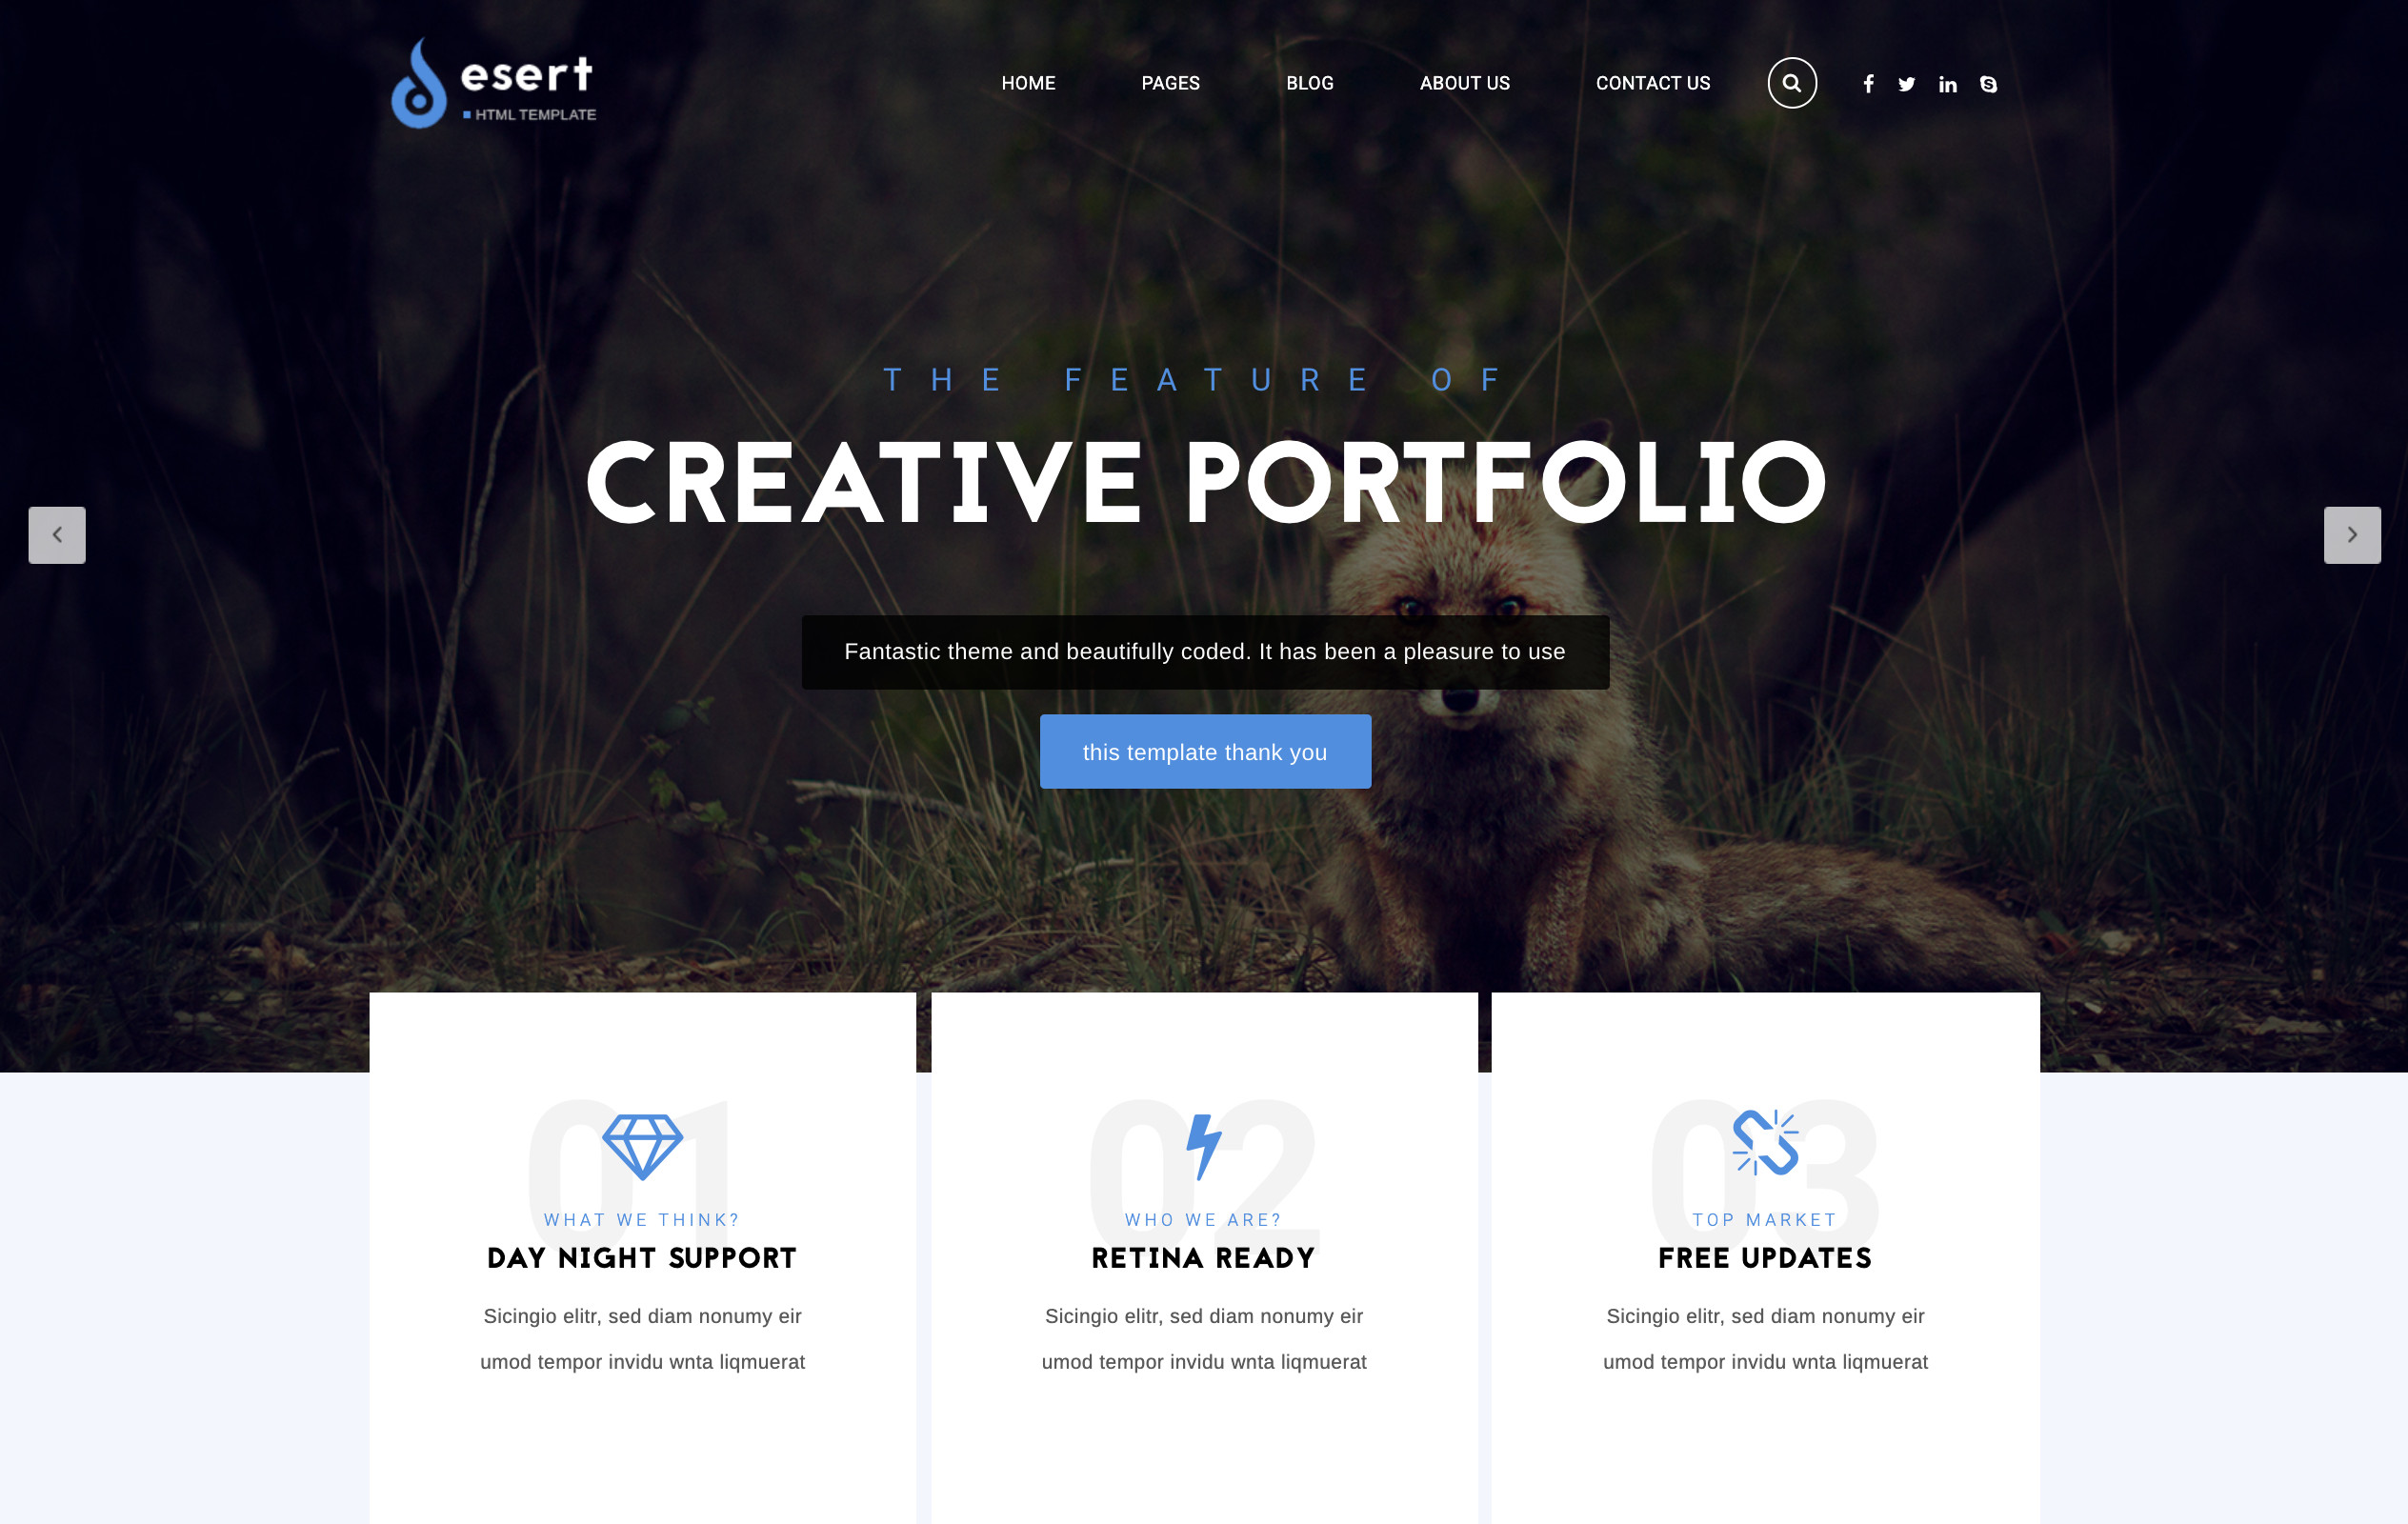 esert
HTML TEMPLATE
HOME PAGES BLOG ABOUT US CONTACT US
THE FEATURE OF
CREATIVE PORTFOLIO
Fantastic theme and beautifully coded. It has been a pleasure to use
this template thank you
01
WHAT WE THINK?
DAY NIGHT SUPPORT
Sicingio elitr, sed diam nonumy eir
umod tempor invidu wnta liqmuerat
02
WHO WE ARE?
RETINA READY
Sicingio elitr, sed diam nonumy eir
umod tempor invidu wnta liqmuerat
03
TOP MARKET
FREE UPDATES
Sicingio elitr, sed diam nonumy eir
umod tempor invidu wnta liqmuerat